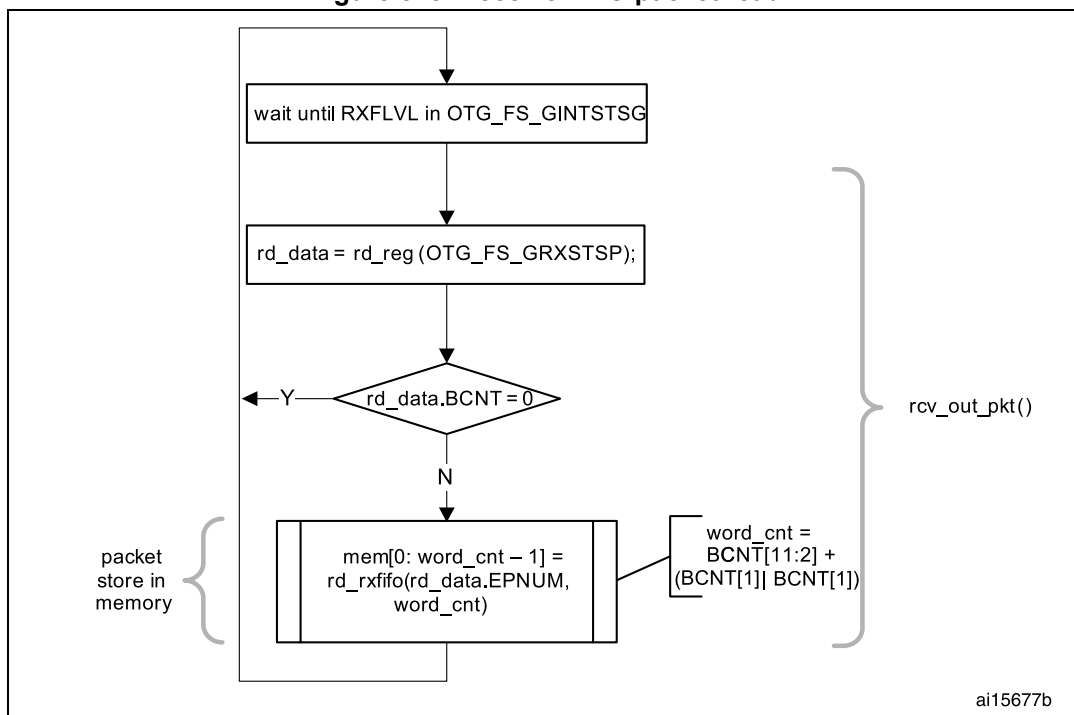 wait until RXFLVL in OTG_FS_GINTSTSG
rd_data = rd_reg (OTG_FS_GRXSTSP);
rd_data.BCNT = 0
Y
N
rcv_out_pkt()
packet
store in
memory
mem[0: word_cnt – 1] =
rd_rxfifo(rd_data.EPNUM,
word_cnt)
word_cnt =
BCNT[11:2] +
(BCNT[1]| BCNT[1])
ai15677b